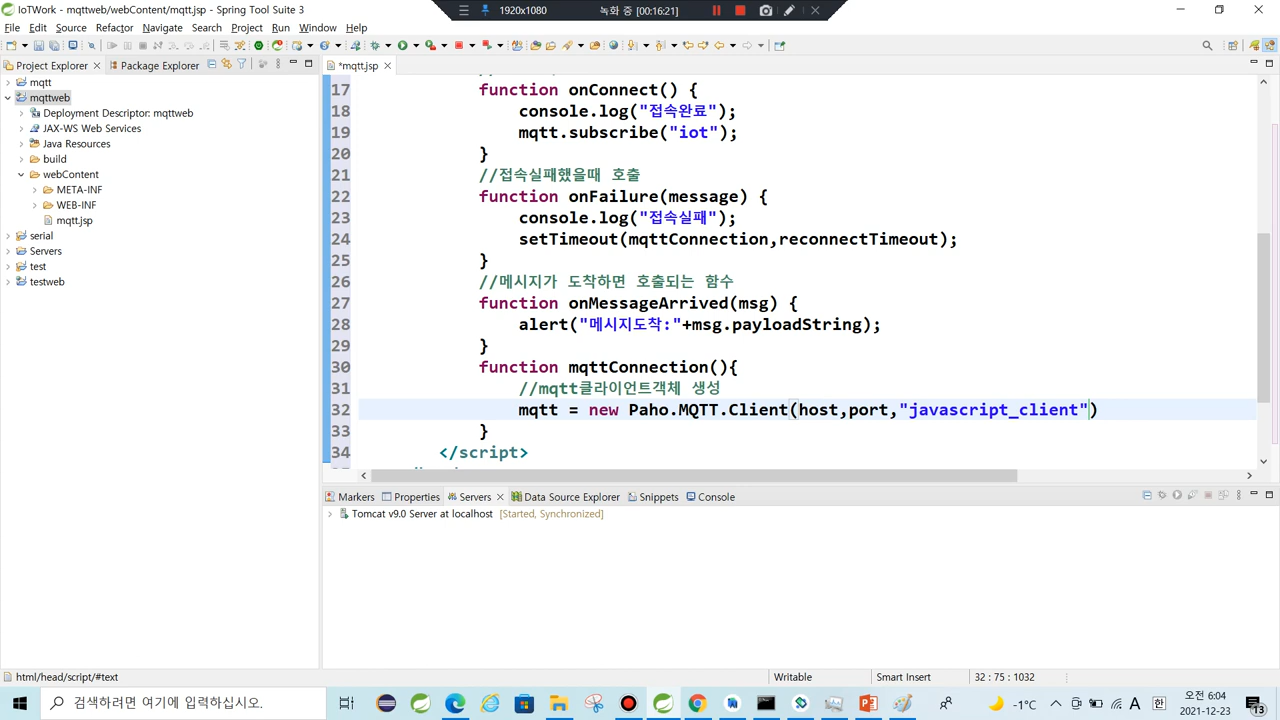 IoTWork - mqttweb/webContent/mqtt.jsp - Spring Tool Suite 3
1920x1080
녹화 중 [00:16:21]
File Edit Source Refactor Navigate Search Project Run Window Help
Project Explorer
Package Explorer
*mqtt.jsp
mqtt
mqttweb
Deployment Descriptor: mqttweb
JAX-WS Web Services
Java Resources
build
webContent
META-INF
WEB-INF
mqtt.jsp
serial
Servers
test
testweb
17 function onConnect() {
18 console.log("접속완료");
19 mqtt.subscribe("iot");
20 }
21 //접속실패했을때 호출
22 function onFailure(message) {
23 console.log("접속실패");
24 setTimeout(mqttConnection,reconnectTimeout);
25 }
26 //메시지가 도착하면 호출되는 함수
27 function onMessageArrived(msg) {
28 alert("메시지도착:"+msg.payloadString);
29 }
30 function mqttConnection(){
31 //mqtt클라이언트객체 생성
32 mqtt = new Paho.MQTT.Client(host,port,"javascript_client")
33 }
34 </script>
Markers Properties Servers Data Source Explorer Snippets Console
Tomcat v9.0 Server at localhost [Started, Synchronized]
html/head/script/#text
Writable
Smart Insert
32 : 75 : 1032
검색하려면 여기에 입력하십시오.
-1°C
A
한
오전 6:04
2021-12-23
13